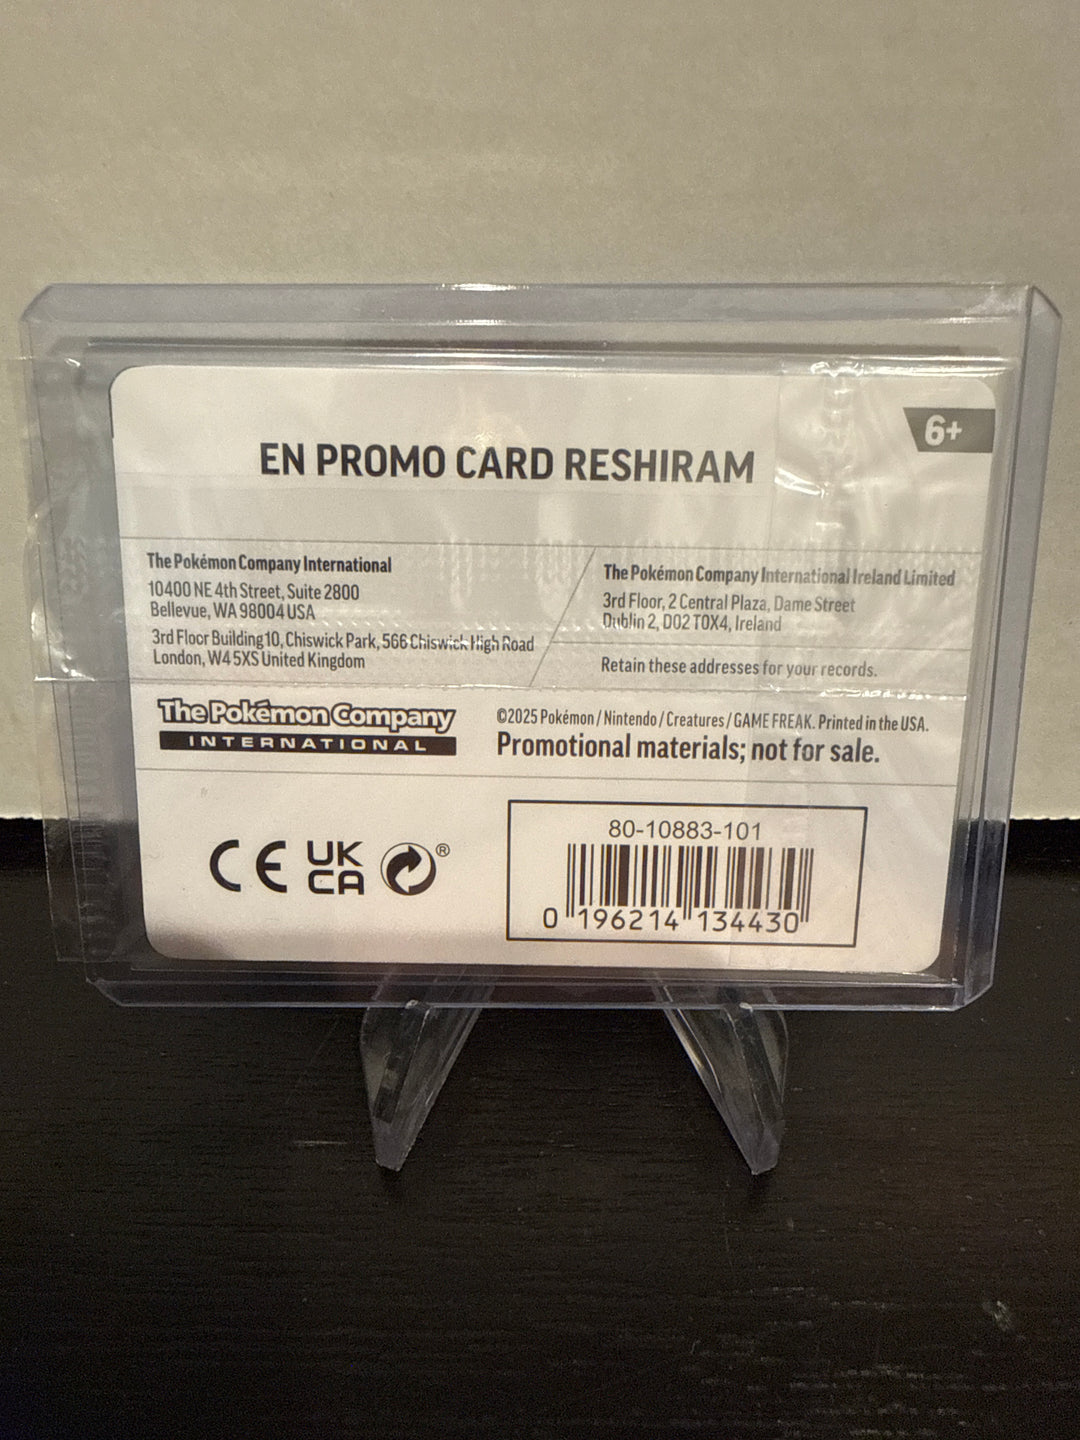 6+
EN PROMO CARD RESHIRAM
The Pokémon Company International
10400 NE 4th Street, Suite 2800
Bellevue, WA 98004 USA
3rd Floor Building 10, Chiswick Park, 566 Chiswick High Road
London, W4 5XS United Kingdom
The Pokémon Company International Ireland Limited
3rd Floor, 2 Central Plaza, Dame Street
Dublin 2, D02 T0X4, Ireland
Retain these addresses for your records.
The Pokémon Company
INTERNATIONAL
©2025 Pokémon / Nintendo / Creatures / GAME FREAK. Printed in the USA.
Promotional materials; not for sale.
CE UK CA ®
80-10883-101
0 196214 134430